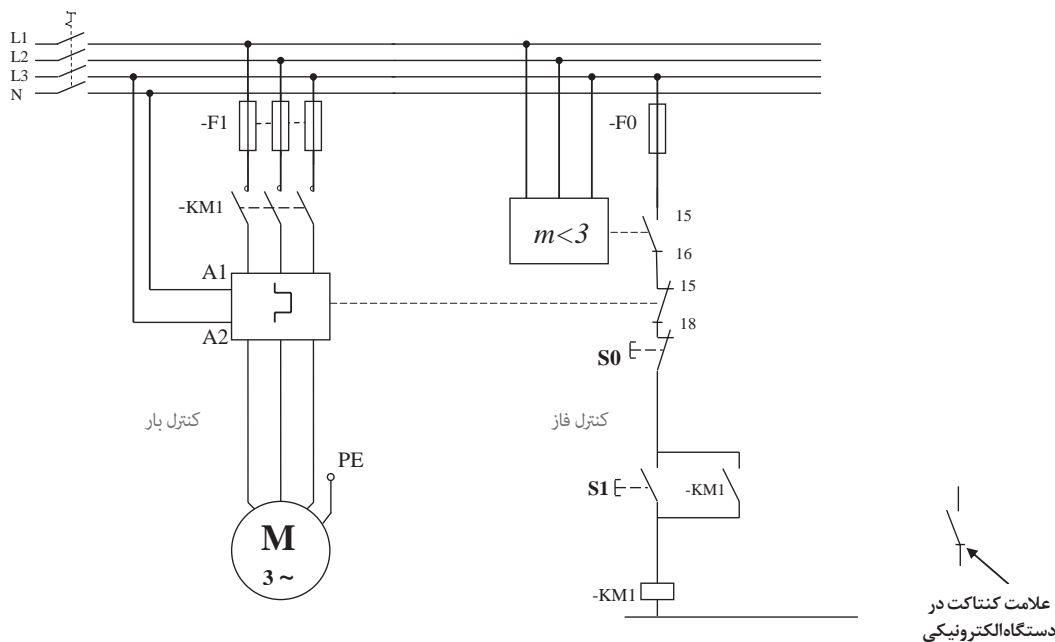 L1
L2
L3
N
-F1
-F0
-KM1
m<3
15
16
A1
15
A2
18
S0
کنترل بار
کنترل فاز
PE
S1
-KM1
M
3 ~
-KM1
علامت کنتاکت در
دستگاه الکترونیکی